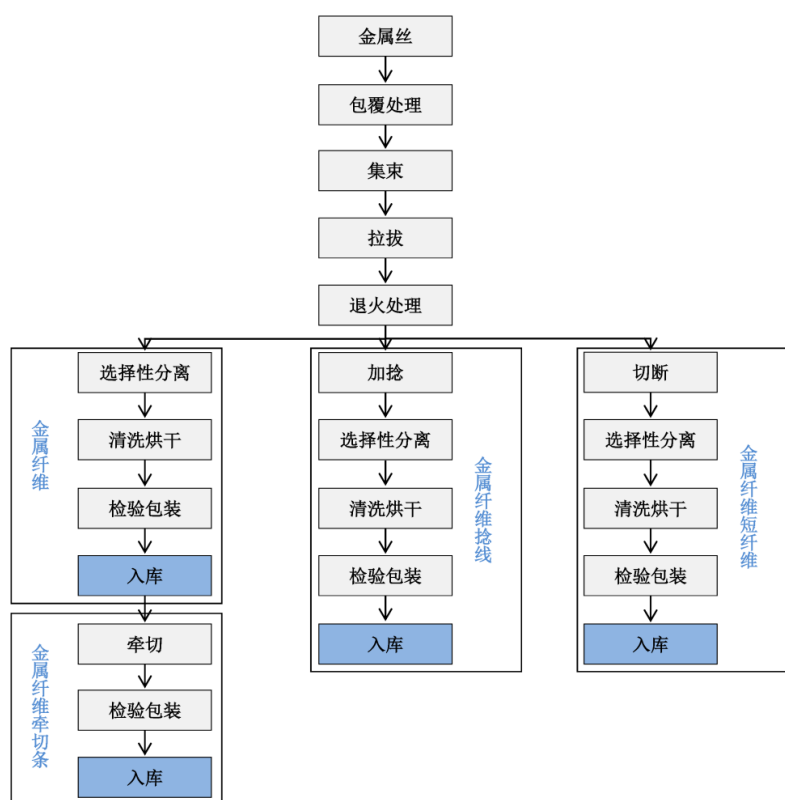 金属丝
包覆处理
集束
拉拔
退火处理
金属纤维
选择性分离
清洗烘干
检验包装
入库
金属纤维牵切条
牵切
检验包装
入库
加捻
选择性分离
清洗烘干
检验包装
入库
金属纤维捻线
切断
选择性分离
清洗烘干
检验包装
入库
金属纤维短纤维